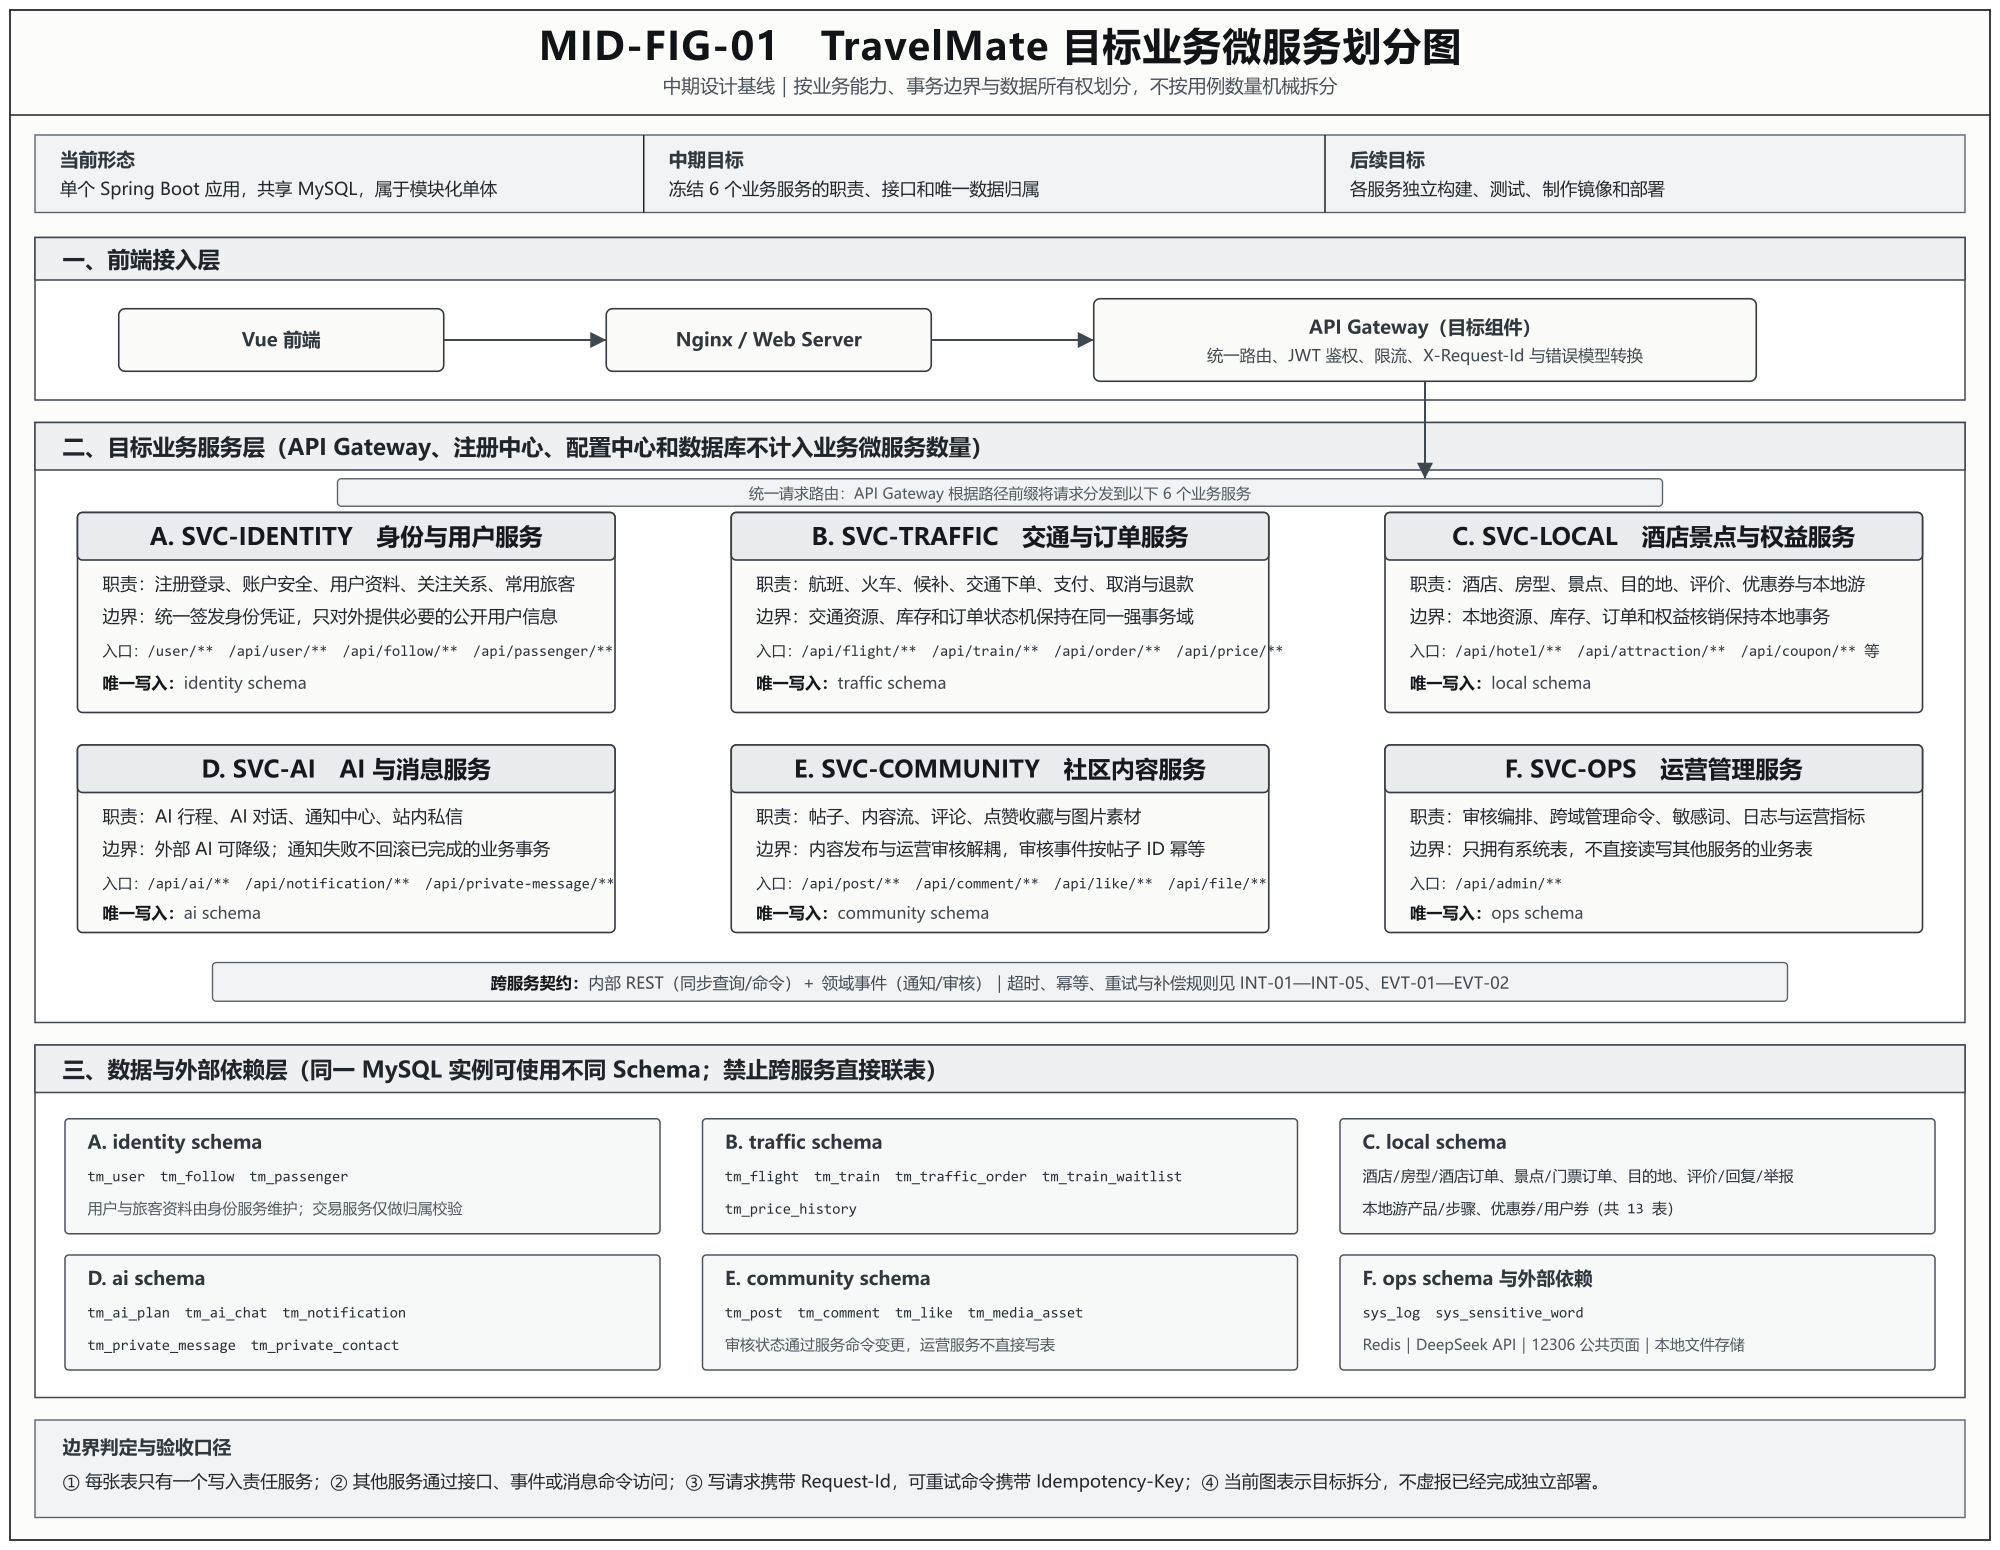 MID-FIG-01 TravelMate 目标业务微服务划分图
中期设计基线 | 按业务能力、事务边界与数据所有权划分，不按用例数量机械拆分
当前形态
单个 Spring Boot 应用，共享 MySQL，属于模块化单体
中期目标
冻结 6 个业务服务的职责、接口和唯一数据归属
后续目标
各服务独立构建、测试、制作镜像和部署
一、前端接入层
Vue 前端
Nginx / Web Server
API Gateway（目标组件）
统一路由、JWT 鉴权、限流、X-Request-Id 与错误模型转换
二、目标业务服务层（API Gateway、注册中心、配置中心和数据库不计入业务微服务数量）
统一请求路由：API Gateway 根据路径前缀将请求分发到以下 6 个业务服务
A. SVC-IDENTITY 身份与用户服务
职责：注册登录、账户安全、用户资料、关注关系、常用旅客
边界：统一签发身份凭证，只对外提供必要的公开用户信息
入口：/user/** /api/user/** /api/follow/** /api/passenger/**
唯一写入：identity schema
B. SVC-TRAFFIC 交通与订单服务
职责：航班、火车、候补、交通下单、支付、取消与退款
边界：交通资源、库存和订单状态机保持在同一强事务域
入口：/api/flight/** /api/train/** /api/order/** /api/price/**
唯一写入：traffic schema
C. SVC-LOCAL 酒店景点与权益服务
职责：酒店、房型、景点、目的地、评价、优惠券与本地游
边界：本地资源、库存、订单和权益核销保持本地事务
入口：/api/hotel/** /api/attraction/** /api/coupon/** 等
唯一写入：local schema
D. SVC-AI AI 与消息服务
职责：AI 行程、AI 对话、通知中心、站内私信
边界：外部 AI 可降级；通知失败不回滚已完成的业务事务
入口：/api/ai/** /api/notification/** /api/private-message/**
唯一写入：ai schema
E. SVC-COMMUNITY 社区内容服务
职责：帖子、内容流、评论、点赞收藏与图片素材
边界：内容发布与运营审核解耦，审核事件按帖子 ID 幂等
入口：/api/post/** /api/comment/** /api/like/** /api/file/**
唯一写入：community schema
F. SVC-OPS 运营管理服务
职责：审核编排、跨域管理命令、敏感词、日志与运营指标
边界：只拥有系统表，不直接读写其他服务的业务表
入口：/api/admin/**
唯一写入：ops schema
跨服务契约：内部 REST（同步查询/命令）+ 领域事件（通知/审核） | 超时、幂等、重试与补偿规则见 INT-01—INT-05、EVT-01—EVT-02
三、数据与外部依赖层（同一 MySQL 实例可使用不同 Schema；禁止跨服务直接联表）
A. identity schema
tm_user tm_follow tm_passenger
用户与旅客资料由身份服务维护；交易服务仅做归属校验
B. traffic schema
tm_flight tm_train tm_traffic_order tm_train_waitlist
tm_price_history
C. local schema
酒店/房型/酒店订单、景点/门票订单、目的地、评价/回复/举报
本地游产品/步骤、优惠券/用户券（共 13 表）
D. ai schema
tm_ai_plan tm_ai_chat tm_notification
tm_private_message tm_private_contact
E. community schema
tm_post tm_comment tm_like tm_media_asset
审核状态通过服务命令变更，运营服务不直接写表
F. ops schema 与外部依赖
sys_log sys_sensitive_word
Redis | DeepSeek API | 12306 公共页面 | 本地文件存储
边界判定与验收口径
① 每张表只有一个写入责任服务；② 其他服务通过接口、事件或消息命令访问；③ 写请求携带 Request-Id，可重试命令携带 Idempotency-Key；④ 当前图表示目标拆分，不虚报已经完成独立部署。